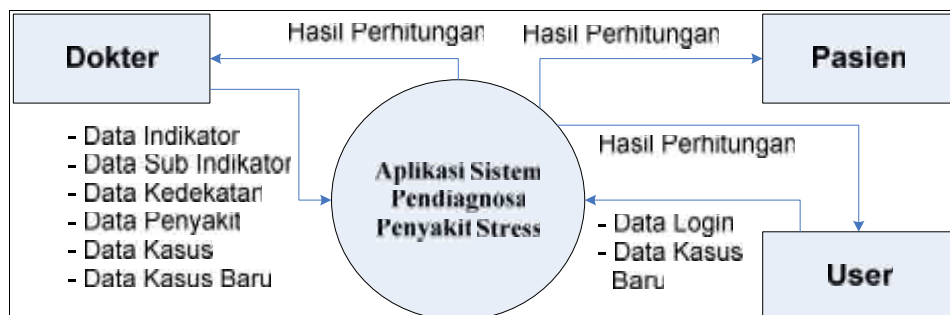 Hasil Perhitungan
Hasil Perhitungan
Dokter
Pasien
- Data Indikator
- Data Sub Indikator
- Data Kedekatan
- Data Penyakit
- Data Kasus
- Data Kasus Baru
Aplikasi Sistem
Pendiagnosa
Penyakit Stress
Hasil Perhitungan
- Data Login
- Data Kasus
Baru
User